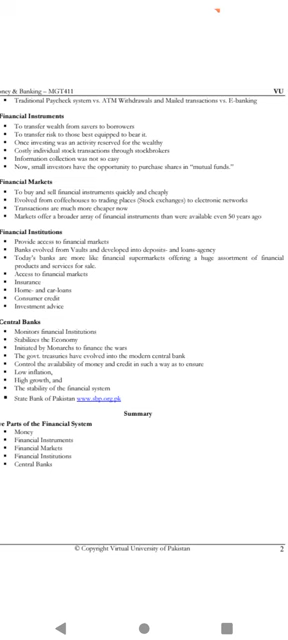 ney & Banking – MGT411 VU
▪ Traditional Paycheck system vs. ATM Withdrawals and Mailed transactions vs. E-banking
Financial Instruments
▪ To transfer wealth from savers to borrowers
▪ To transfer risk to those best equipped to bear it.
▪ Once investing was an activity reserved for the wealthy
▪ Costly individual stock transactions through stockbrokers
▪ Information collection was not so easy
▪ Now, small investors have the opportunity to purchase shares in “mutual funds.”
Financial Markets
▪ To buy and sell financial instruments quickly and cheaply
▪ Evolved from coffeehouses to trading places (Stock exchanges) to electronic networks
▪ Transactions are much more cheaper now
▪ Markets offer a broader array of financial instruments than were available even 50 years ago
Financial Institutions
▪ Provide access to financial markets
▪ Banks evolved from Vaults and developed into deposits- and loans-agency
▪ Today’s banks are more like financial supermarkets offering a huge assortment of financial
products and services for sale.
▪ Access to financial markets
▪ Insurance
▪ Home- and car-loans
▪ Consumer credit
▪ Investment advice
Central Banks
▪ Monitors financial Institutions
▪ Stabilizes the Economy
▪ Initiated by Monarchs to finance the wars
▪ The govt. treasuries have evolved into the modern central bank
▪ Control the availability of money and credit in such a way as to ensure
▪ Low inflation,
▪ High growth, and
▪ The stability of the financial system
▪ State Bank of Pakistan www.sbp.org.pk
Summary
ve Parts of the Financial System
▪ Money
▪ Financial Instruments
▪ Financial Markets
▪ Financial Institutions
▪ Central Banks
© Copyright Virtual University of Pakistan 2